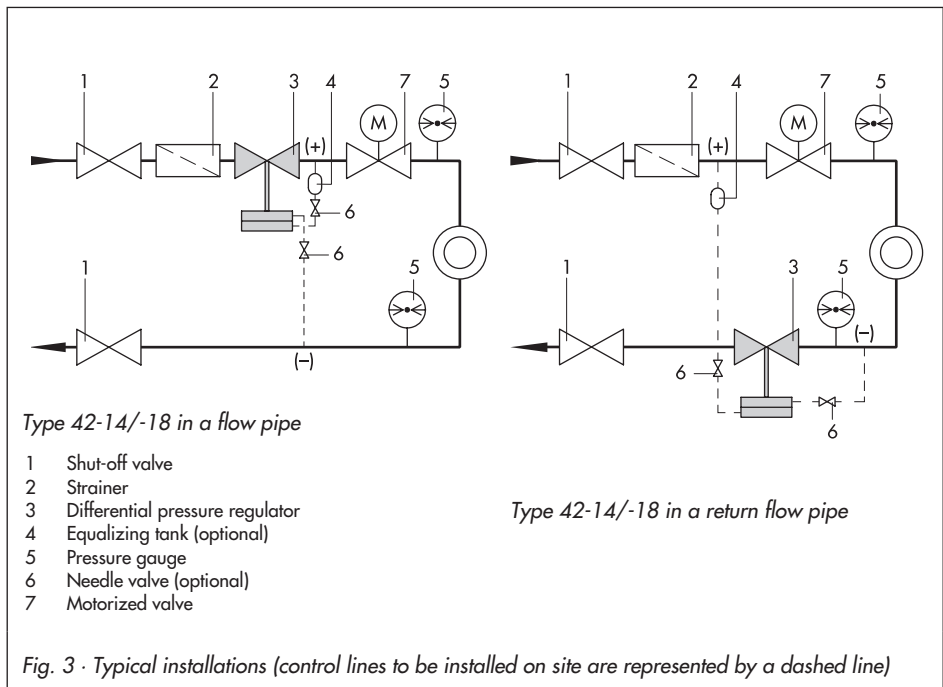 1 2 3 4 7 5
M
(+)
6
6
1
5
(–)
Type 42-14/-18 in a flow pipe
1 2 4 7 5
M
(+)
1 3 5
(–)
6
6
Type 42-14/-18 in a return flow pipe
1 Shut-off valve
2 Strainer
3 Differential pressure regulator
4 Equalizing tank (optional)
5 Pressure gauge
6 Needle valve (optional)
7 Motorized valve
Fig. 3 · Typical installations (control lines to be installed on site are represented by a dashed line)